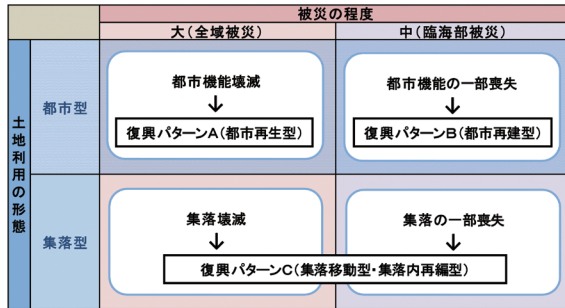 被災の程度
大（全域被災）
中（臨海部被災）
土地利用の形態
都市型
都市機能壊滅
↓
復興パターンA（都市再生型）
都市機能の一部喪失
↓
復興パターンB（都市再建型）
集落型
集落壊滅
↓
集落の一部喪失
↓
復興パターンC（集落移動型・集落内再編型）